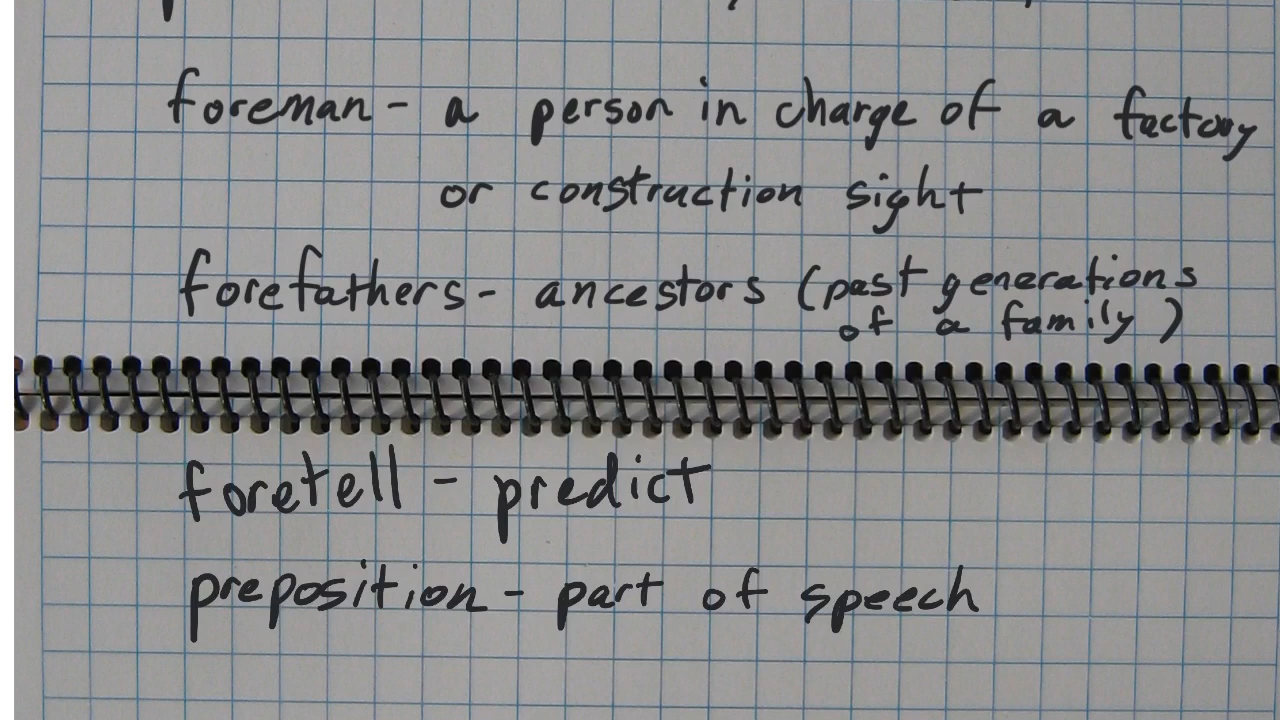 foreman - a person in charge of a factory
or construction sight
forefathers - ancestors (past generations
of a family)
foretell - predict
preposition - part of speech